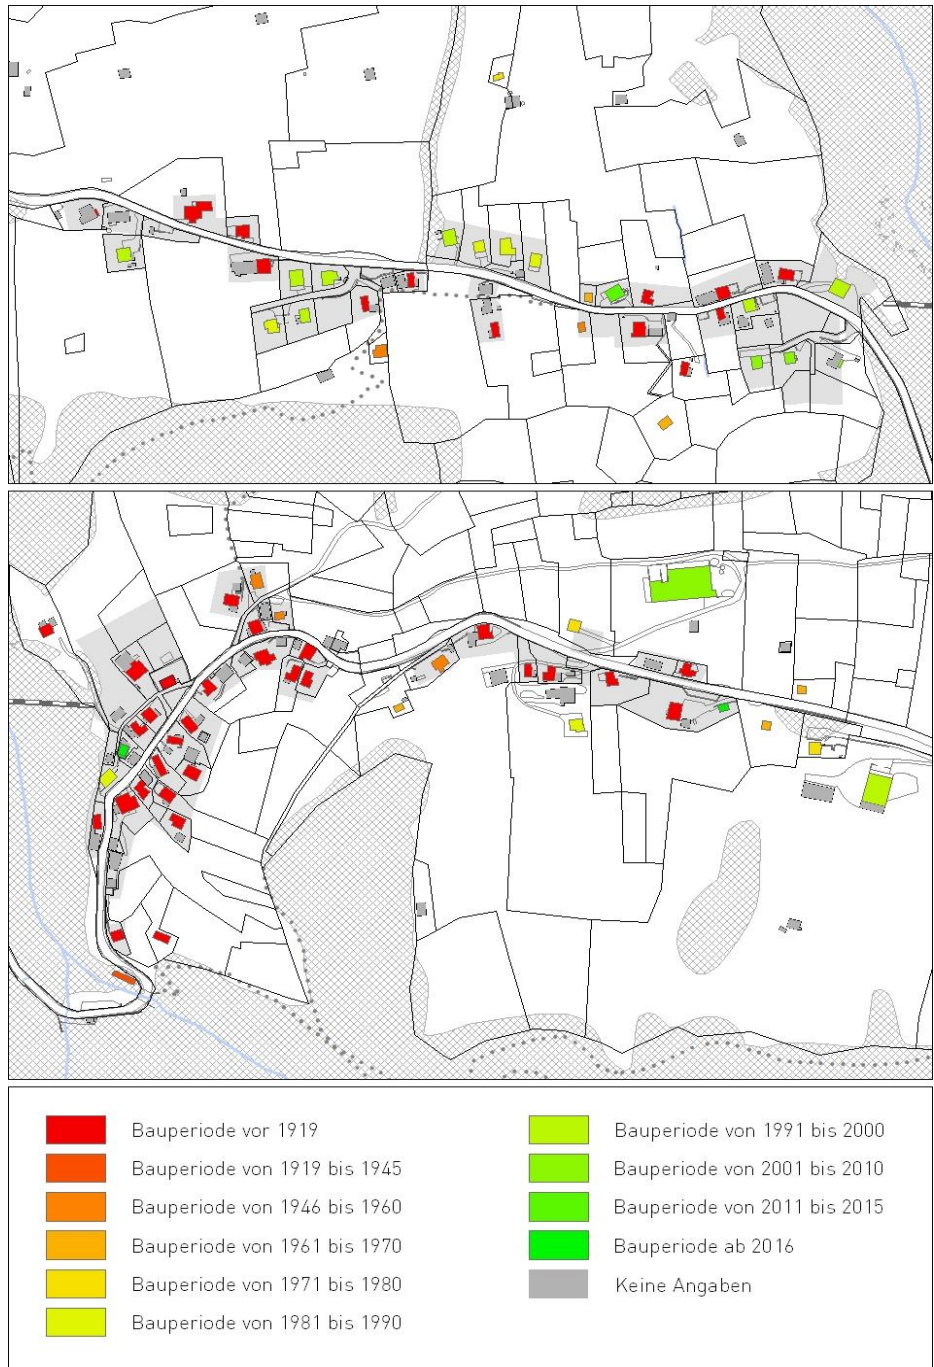 Bauperiode vor 1919
Bauperiode von 1919 bis 1945
Bauperiode von 1946 bis 1960
Bauperiode von 1961 bis 1970
Bauperiode von 1971 bis 1980
Bauperiode von 1981 bis 1990
Bauperiode von 1991 bis 2000
Bauperiode von 2001 bis 2010
Bauperiode von 2011 bis 2015
Bauperiode ab 2016
Keine Angaben